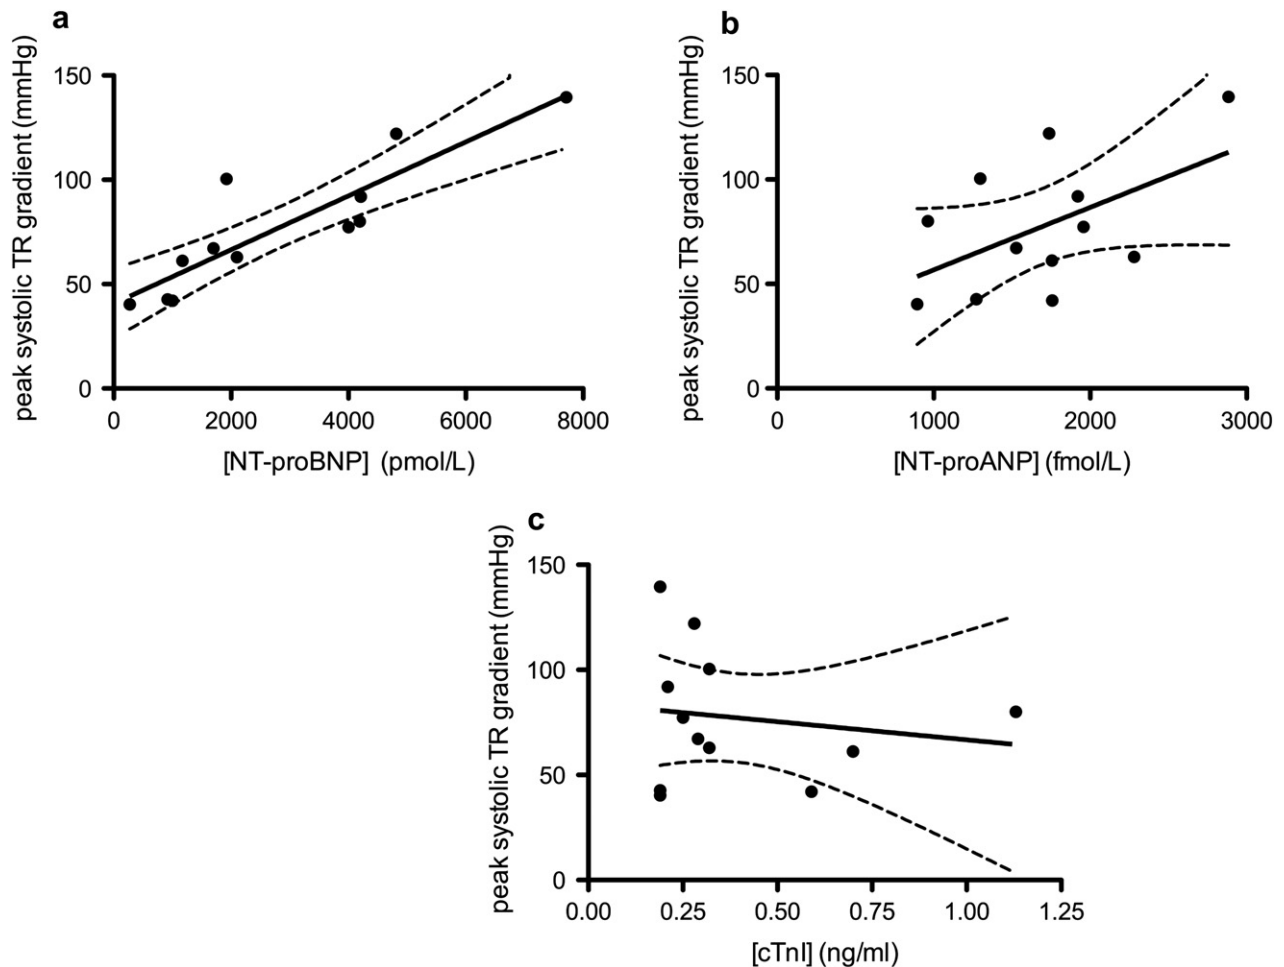 a
peak systolic TR gradient (mmHg)
150
100
50
0
0 2000 4000 6000 8000
[NT-proBNP] (pmol/L)
b
peak systolic TR gradient (mmHg)
150
100
50
0
0 1000 2000 3000
[NT-proANP] (fmol/L)
c
peak systolic TR gradient (mmHg)
150
100
50
0
0.00 0.25 0.50 0.75 1.00 1.25
[cTnI] (ng/ml)